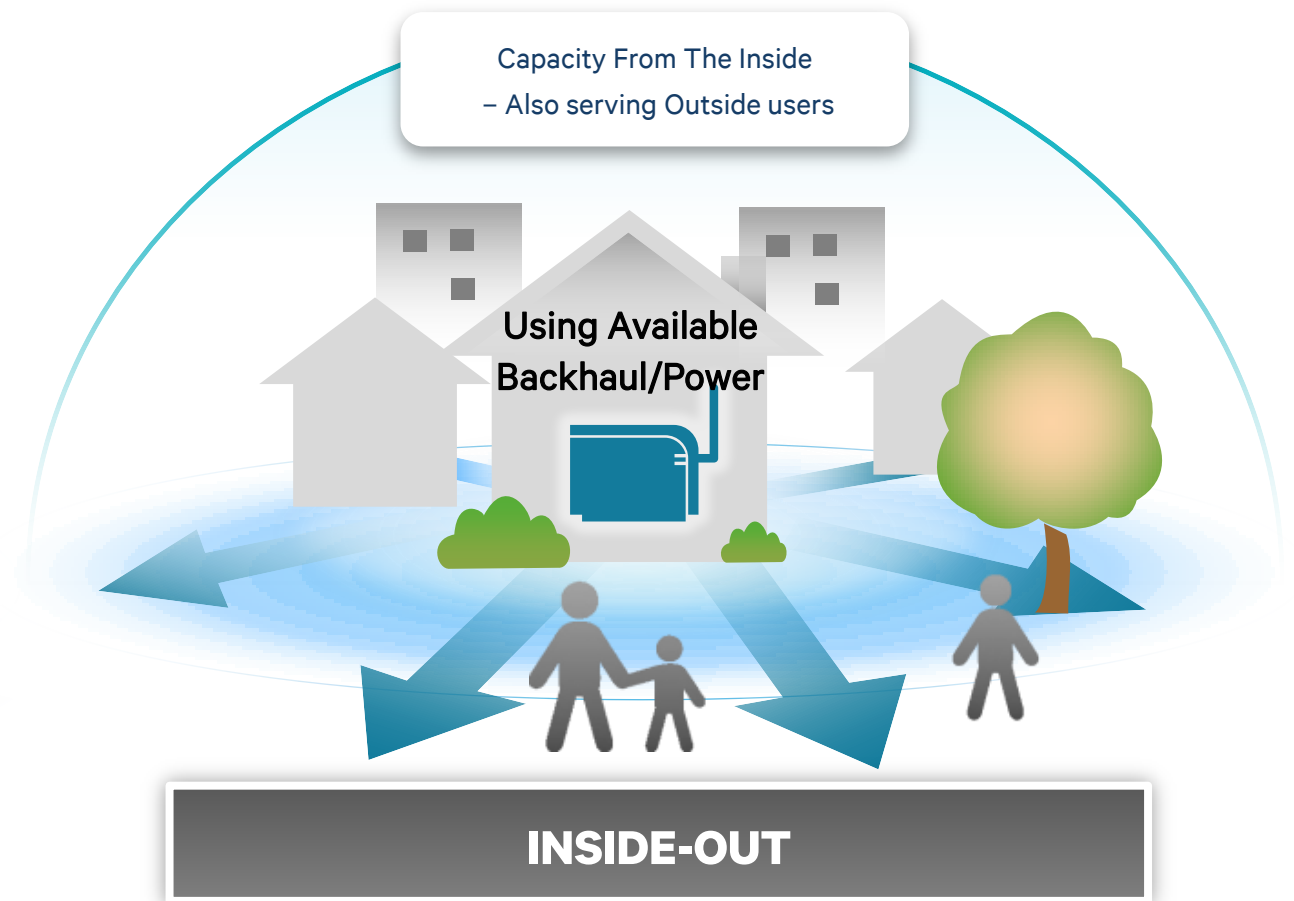 Capacity From The Inside
– Also serving Outside users
Using Available
Backhaul/Power
INSIDE-OUT